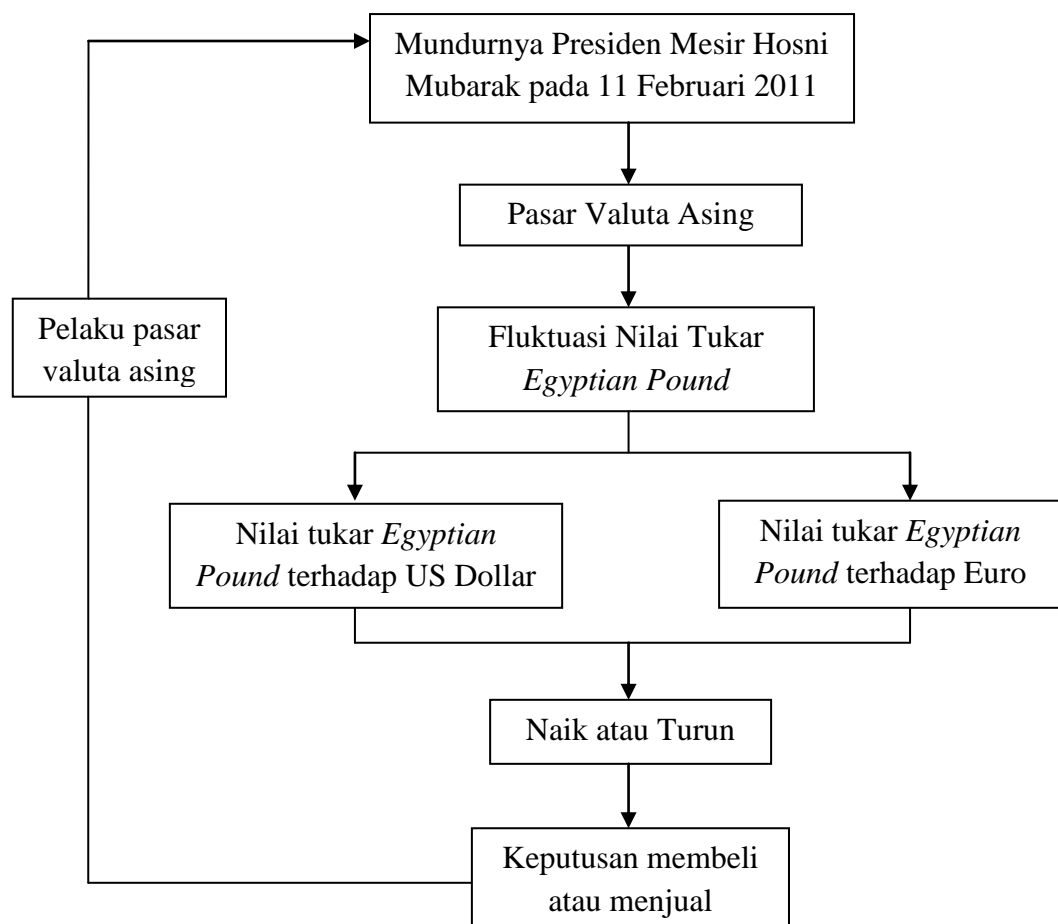 Mundurnya Presiden Mesir Hosni
Mubarak pada 11 Februari 2011
Pasar Valuta Asing
Pelaku pasar
valuta asing
Fluktuasi Nilai Tukar
Egyptian Pound
Nilai tukar Egyptian
Pound terhadap US Dollar
Nilai tukar Egyptian
Pound terhadap Euro
Naik atau Turun
Keputusan membeli
atau menjual